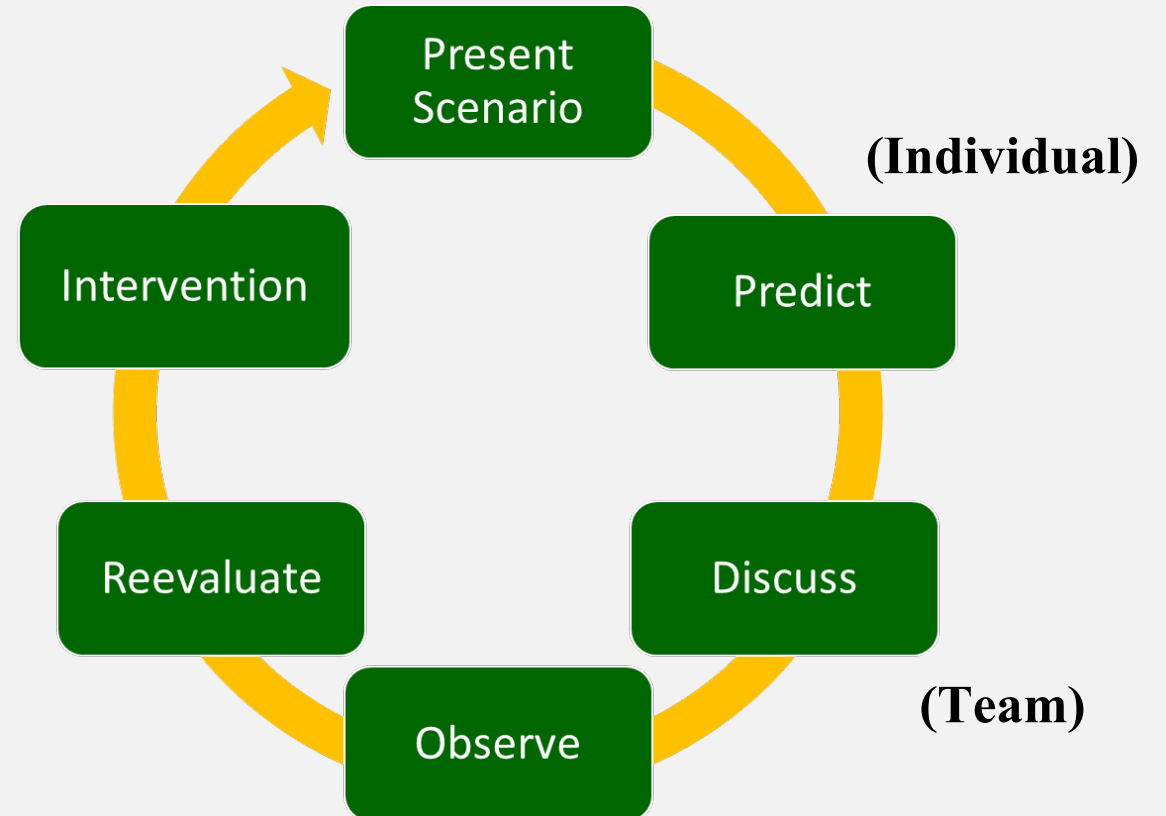 Present
Scenario
(Individual)
Predict
Discuss
(Team)
Observe
Reevaluate
Intervention